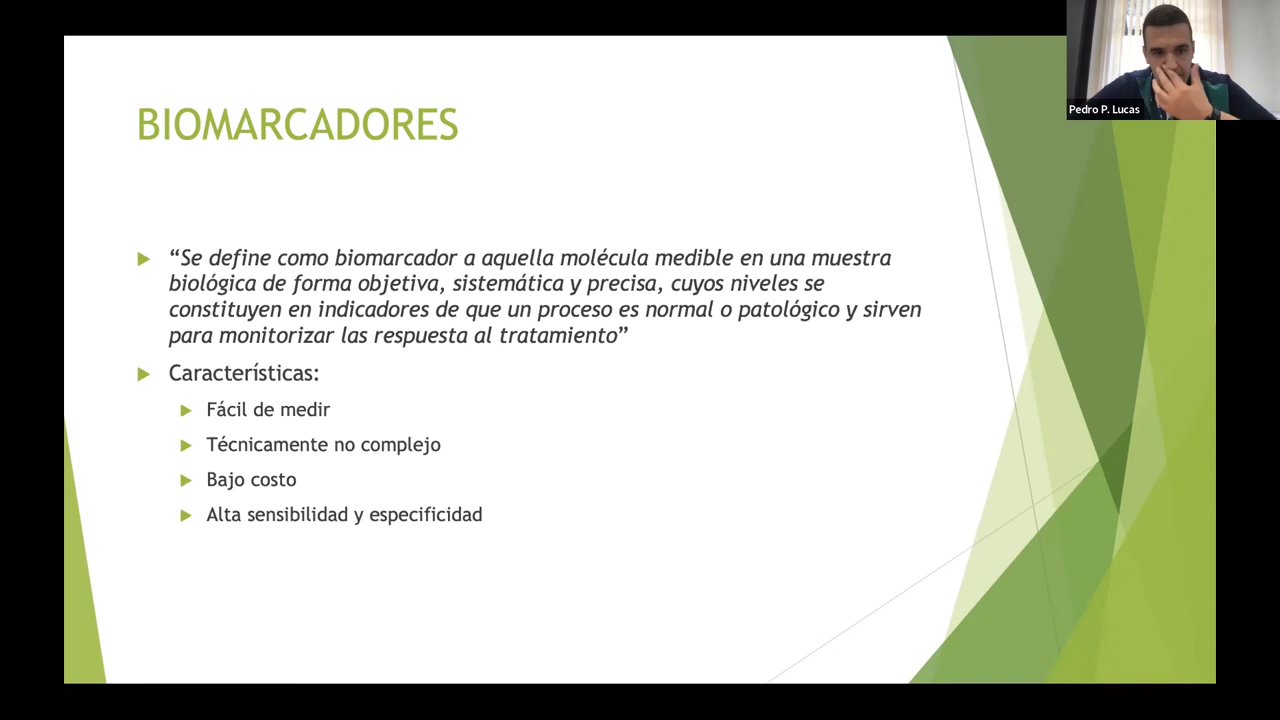 BIOMARCADORES
“Se define como biomarcador a aquella molécula medible en una muestra
biológica de forma objetiva, sistemática y precisa, cuyos niveles se
constituyen en indicadores de que un proceso es normal o patológico y sirven
para monitorizar las respuesta al tratamiento”
Características:
Fácil de medir
Técnicamente no complejo
Bajo costo
Alta sensibilidad y especificidad
Pedro P. Lucas